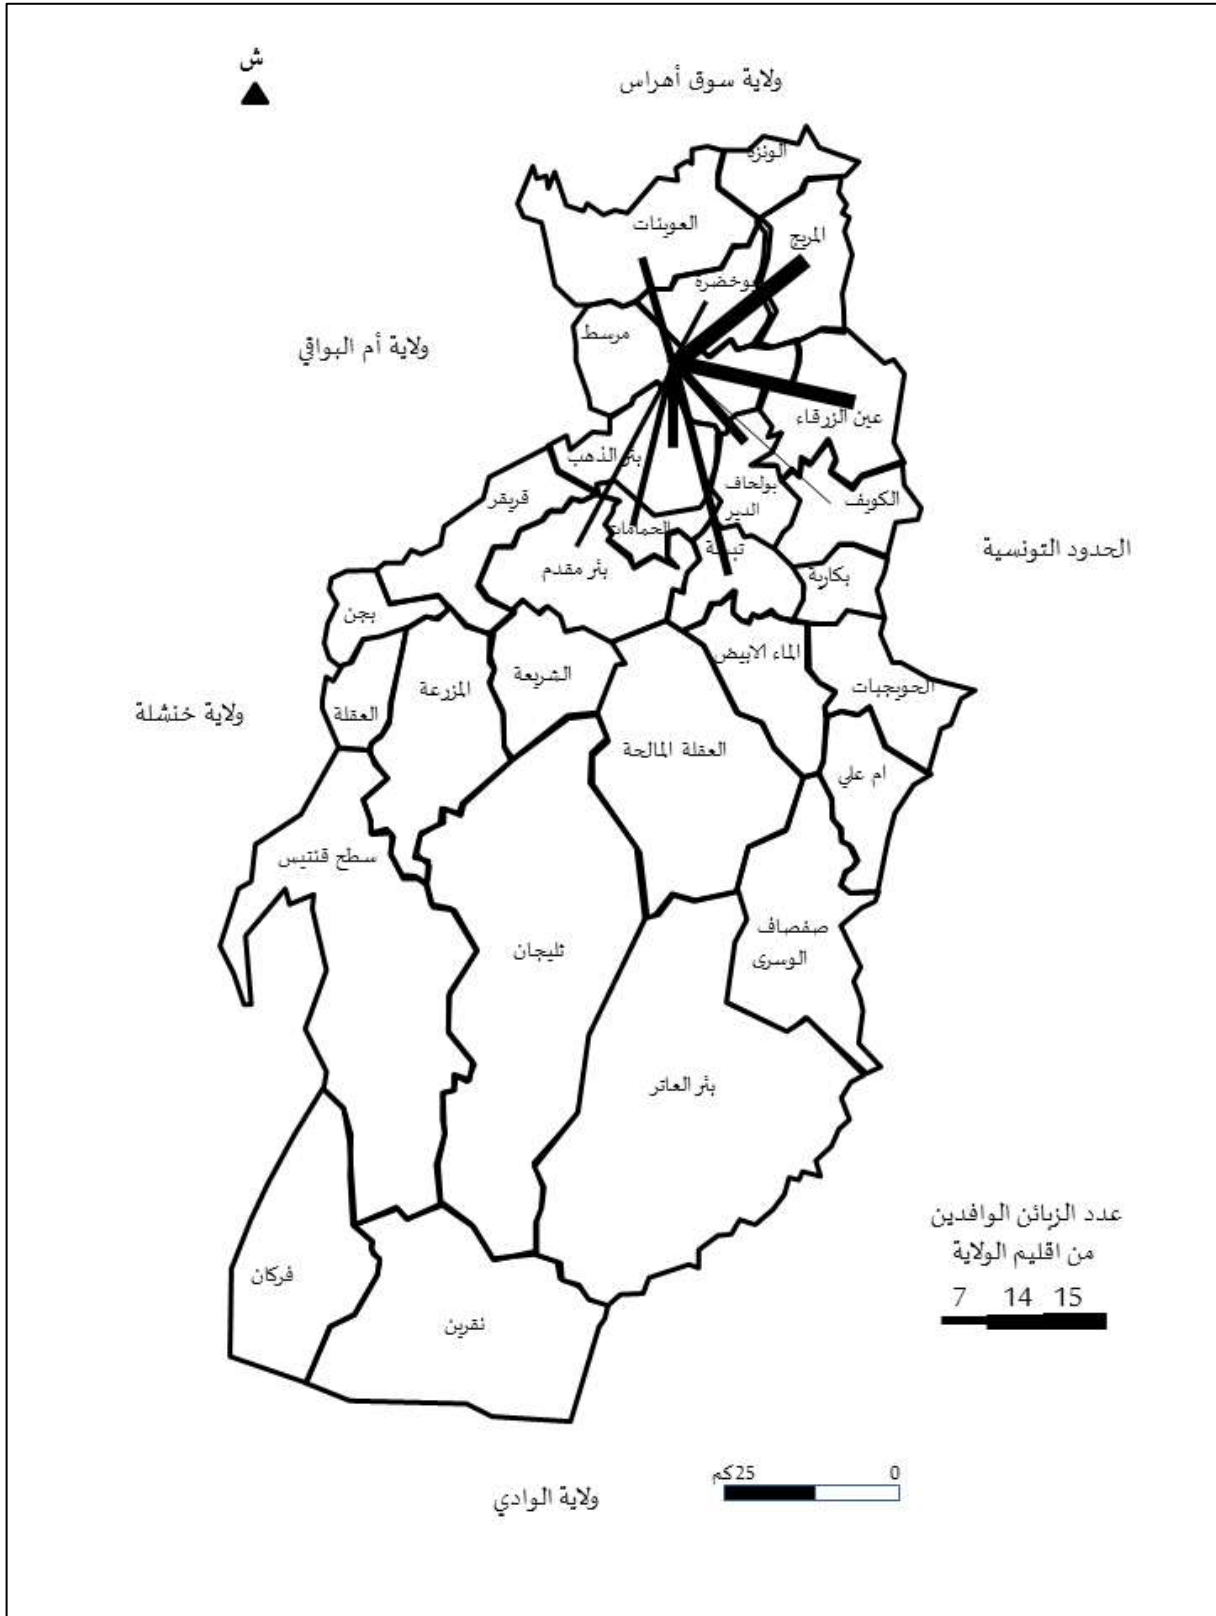 ش
ولاية سوق أهراس
الونزة
العوينات
المريج
بوخضرة
مرسط
ولاية أم البواقي
عين الزرقاء
بئر الذهب
بولحاف
الدير
الكويف
قريقر
الحمامات
تبسة
الحدود التونسية
بئر مقدم
بكارية
بجن
الماء الابيض
الشريعة
المزرعة
الحويجبات
العقلة
ولاية خنشلة
العقلة المالحة
ام علي
سطح قنتيس
صفصاف
الوسرى
ثليجان
بئر العاتر
عدد الزبائن الوافدين
من اقليم الولاية
7 14 15
فركان
نقرين
25كم 0
ولاية الوادي